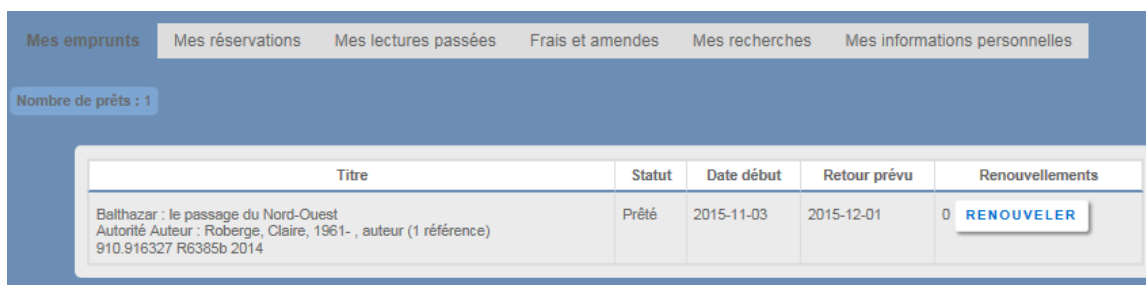 Mes emprunts Mes réservations Mes lectures passées Frais et amendes Mes recherches Mes informations personnelles
Nombre de prêts : 1
Titre Statut Date début Retour prévu Renouvellements
Balthazar : le passage du Nord-Ouest Prêté 2015-11-03 2015-12-01 0 RENOUVELER
Autorité Auteur : Roberge, Claire, 1961- , auteur (1 référence)
910.916327 R6385b 2014